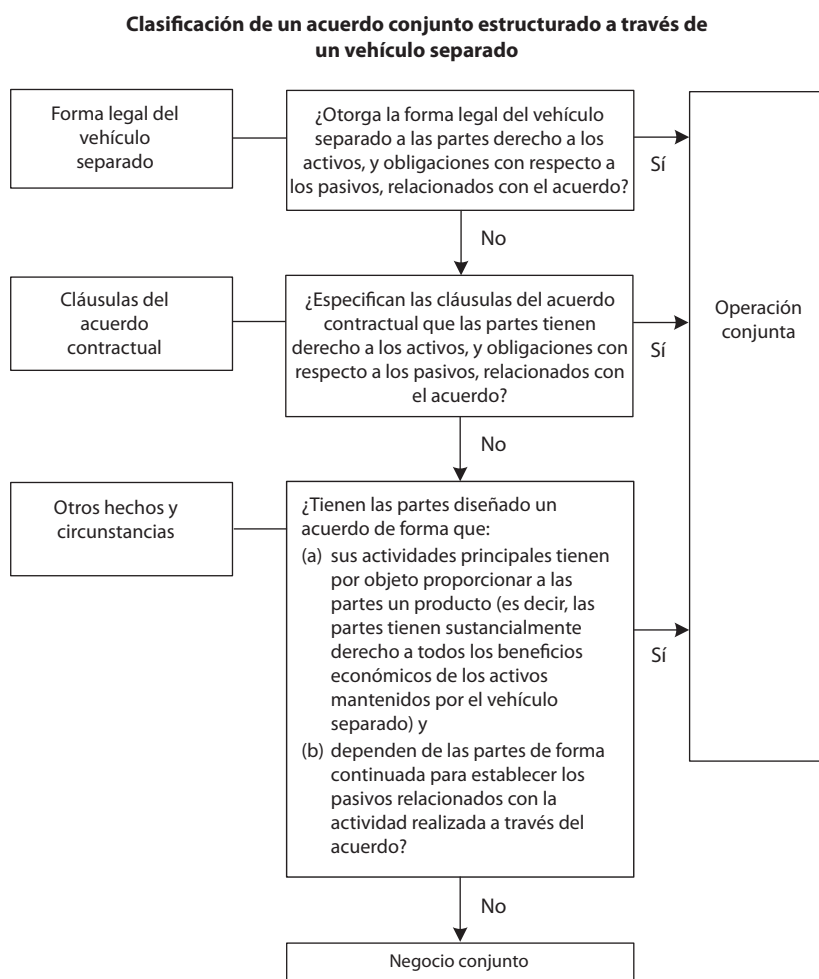 Clasificación de un acuerdo conjunto estructurado a través de
un vehículo separado
Forma legal del
vehículo
separado
¿Otorga la forma legal del vehículo
separado a las partes derecho a los
activos, y obligaciones con respecto a
los pasivos, relacionados con el acuerdo?
Sí
No
Cláusulas del
acuerdo
contractual
¿Especifican las cláusulas del acuerdo
contractual que las partes tienen
derecho a los activos, y obligaciones con
respecto a los pasivos, relacionados con
el acuerdo?
Sí
Operación
conjunta
No
Otros hechos y
circunstancias
¿Tienen las partes diseñado un
acuerdo de forma que:
(a) sus actividades principales tienen
por objeto proporcionar a las
partes un producto (es decir, las
partes tienen sustancialmente
derecho a todos los beneficios
económicos de los activos
mantenidos por el vehículo
separado) y
(b) dependen de las partes de forma
continuada para establecer los
pasivos relacionados con la
actividad realizada a través del
acuerdo?
Sí
No
Negocio conjunto